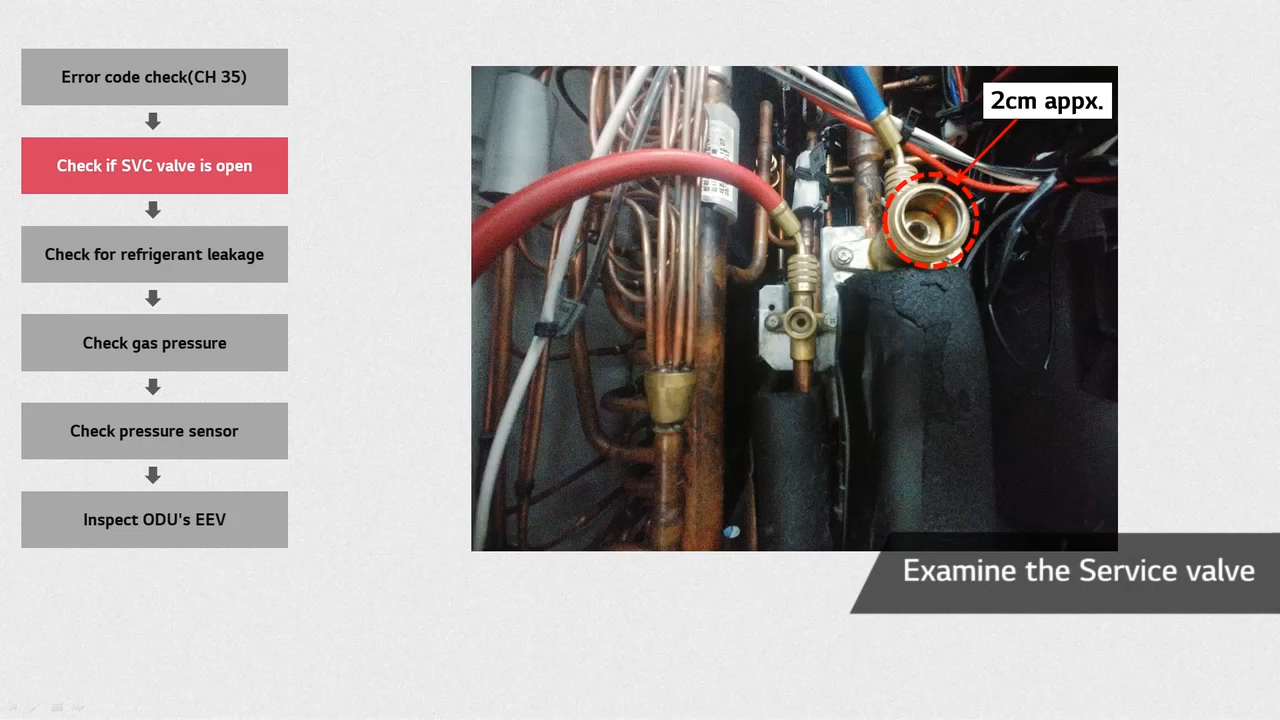 Error code check(CH 35)
Check if SVC valve is open
Check for refrigerant leakage
Check gas pressure
Check pressure sensor
Inspect ODU's EEV
2cm appx.
Examine the Service valve